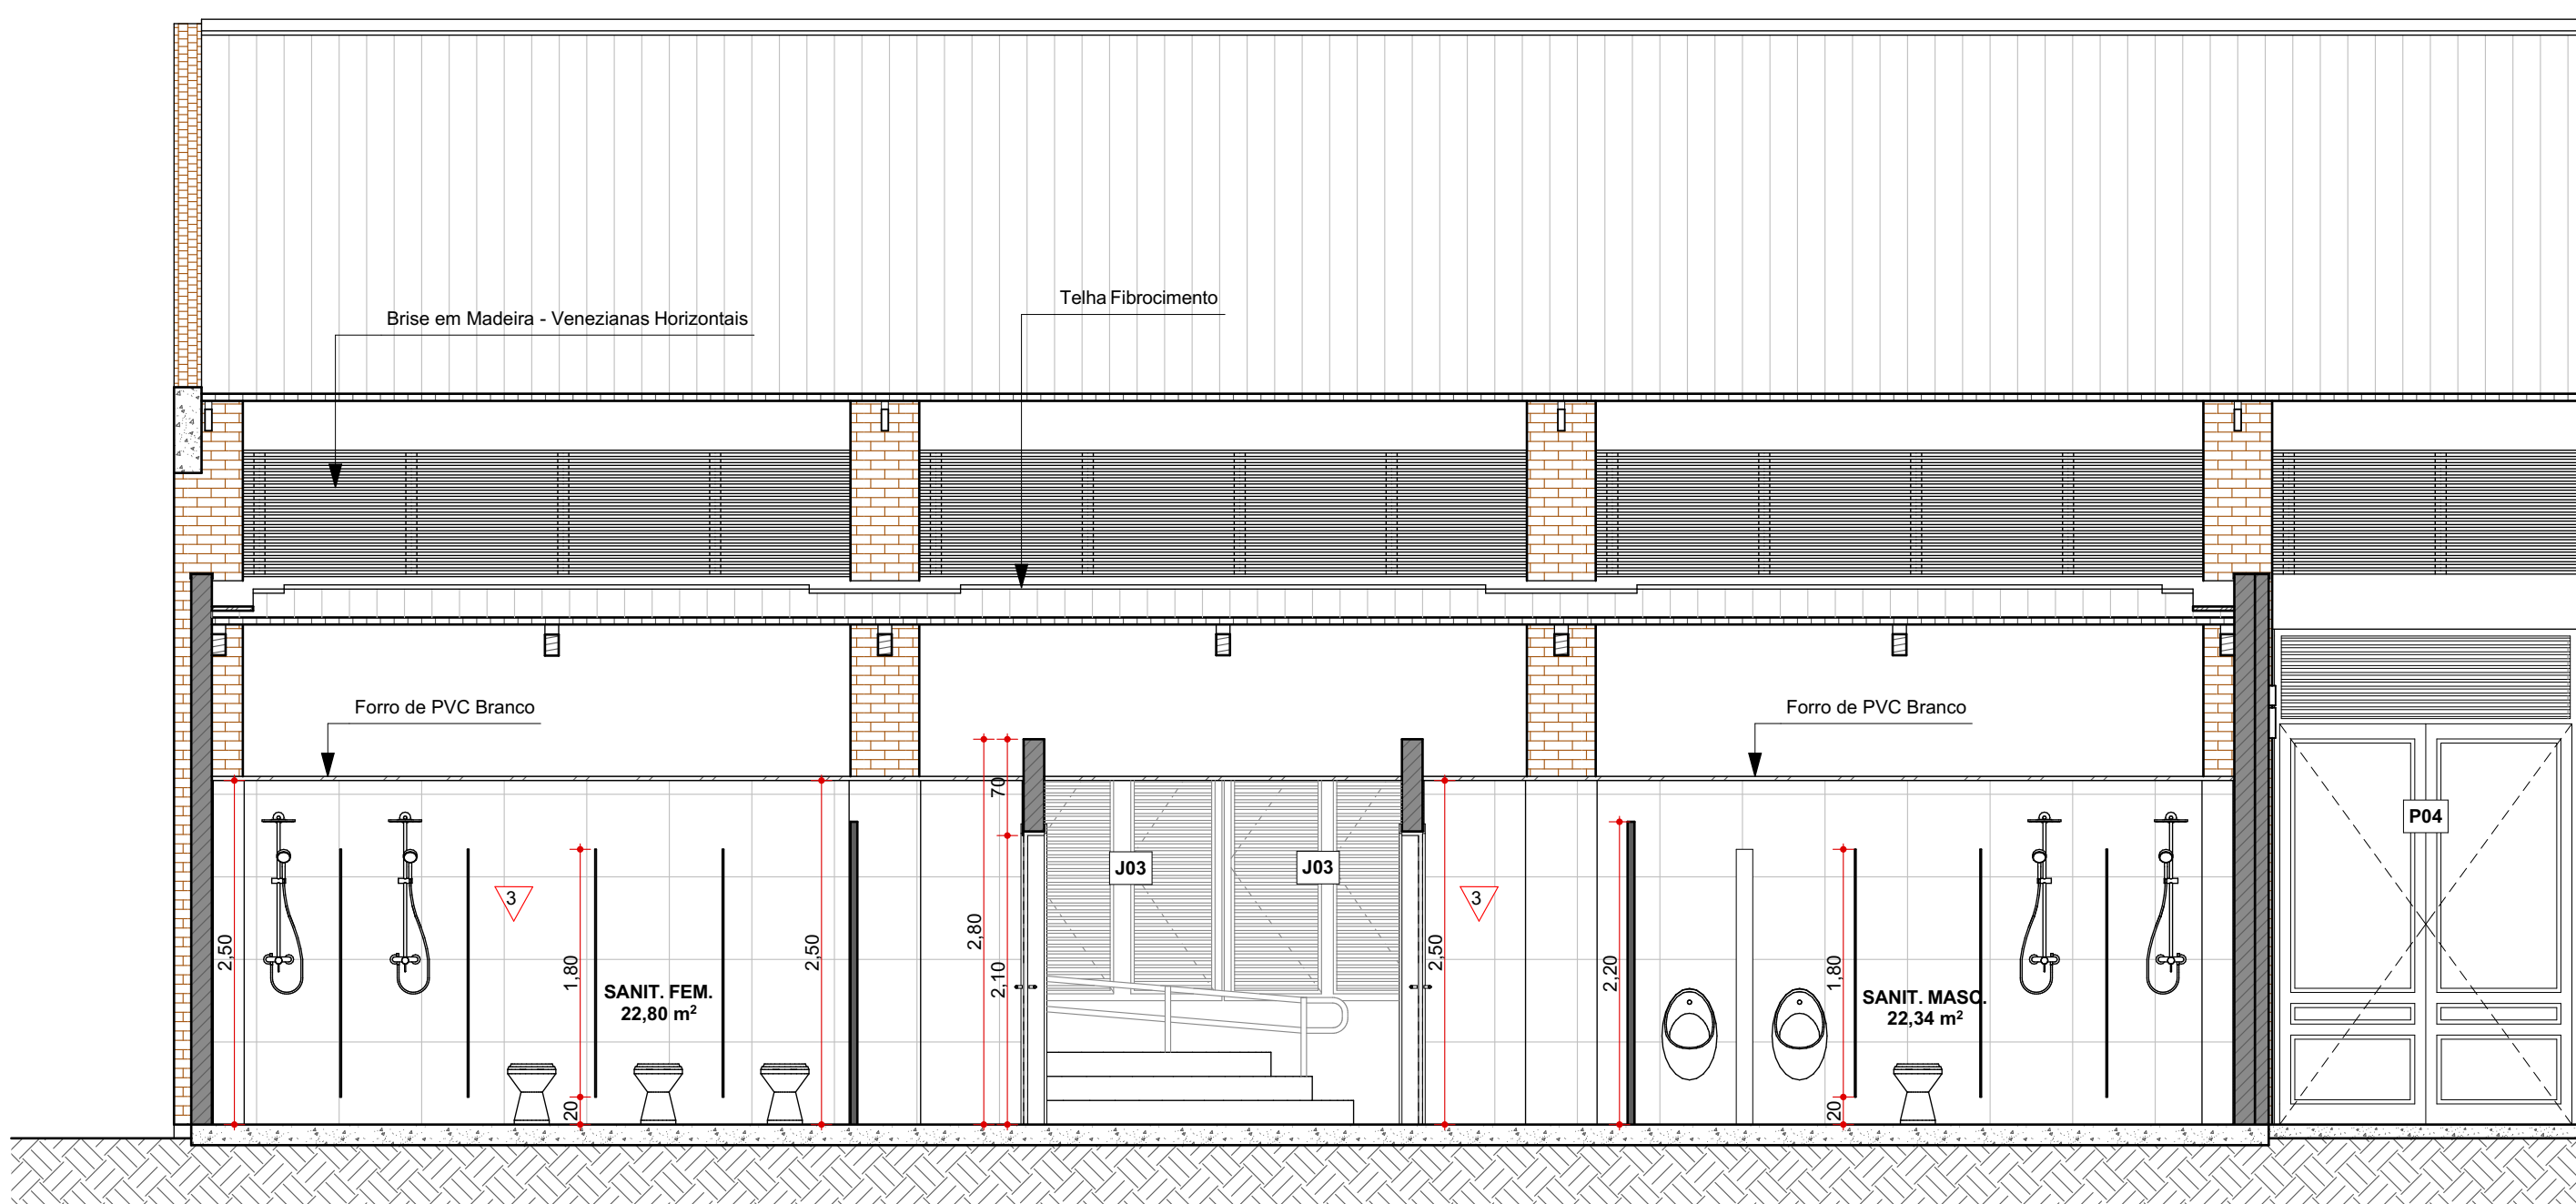 Telha Fibrocimento
Brise em Madeira - Venezianas Horizontais
Forro de PVC Branco
Forro de PVC Branco
70
P04
J03
J03
3
3
2,50
1,80
2,50
2,80
2,10
2,50
2,20
1,80
SANIT. FEM.
22,80 m²
SANIT. MASC.
22,34 m²
20
20